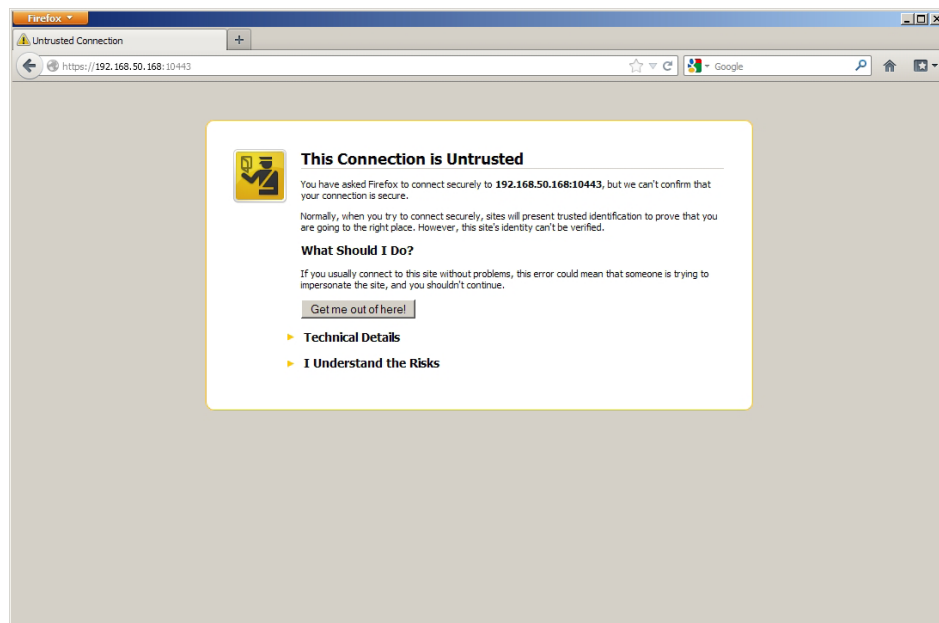 Firefox
Untrusted Connection
https://192.168.50.168:10443
Google
This Connection is Untrusted
You have asked Firefox to connect securely to 192.168.50.168:10443, but we can't confirm that
your connection is secure.
Normally, when you try to connect securely, sites will present trusted identification to prove that you
are going to the right place. However, this site's identity can't be verified.
What Should I Do?
If you usually connect to this site without problems, this error could mean that someone is trying to
impersonate the site, and you shouldn't continue.
Get me out of here!
Technical Details
I Understand the Risks